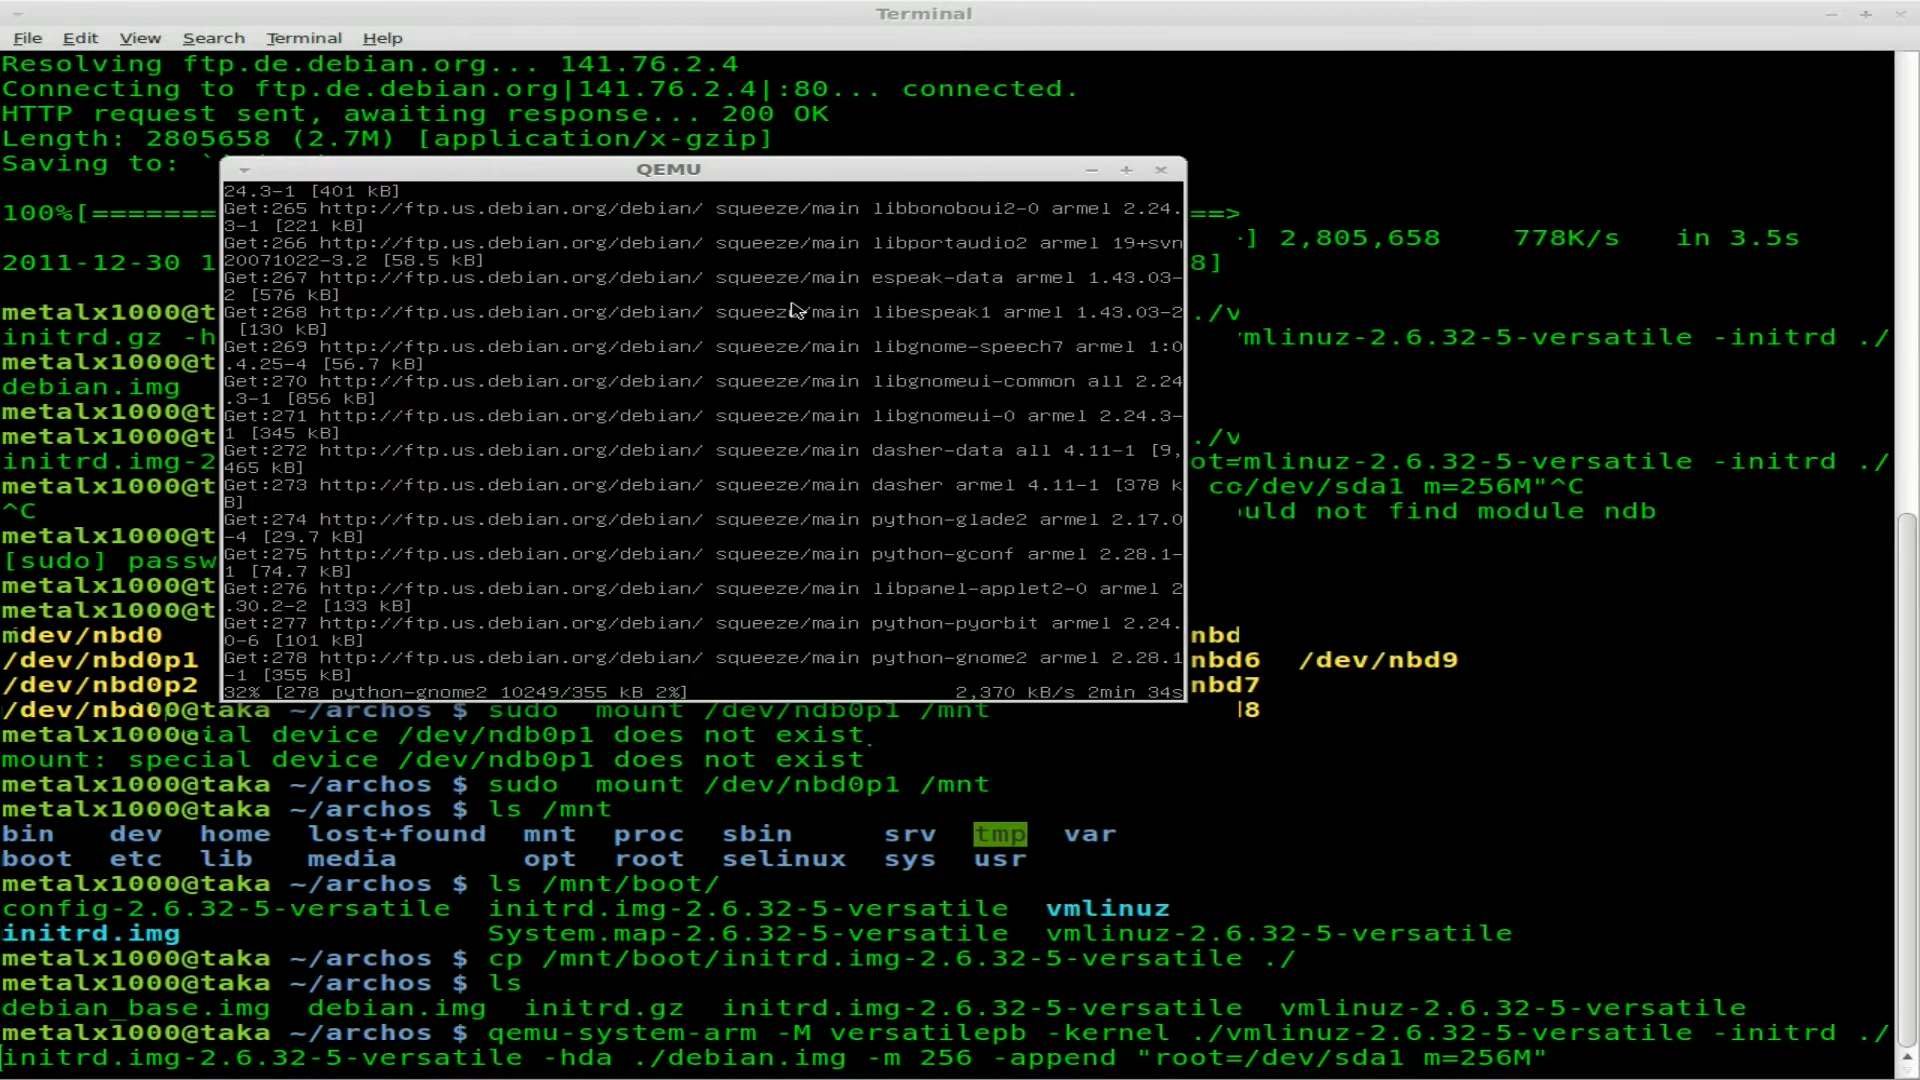 Terminal
File Edit View Search Terminal Help
Resolving ftp.de.debian.org... 141.76.2.4
Connecting to ftp.de.debian.org|141.76.2.4|:80... connected.
HTTP request sent, awaiting response... 200 OK
Length: 2805658 (2.7M) [application/x-gzip]
Saving to: `
QEMU
24.3-1 [401 kB]
Get:265 http://ftp.us.debian.org/debian/ squeeze/main libbonoboui2-0 armel 2.24.
3-1 [221 kB]
Get:266 http://ftp.us.debian.org/debian/ squeeze/main libportaudio2 armel 19+svn
20071022-3.2 [58.5 kB]
Get:267 http://ftp.us.debian.org/debian/ squeeze/main espeak-data armel 1.43.03-
2 [576 kB]
Get:268 http://ftp.us.debian.org/debian/ squeeze/main libespeak1 armel 1.43.03-2
[130 kB]
Get:269 http://ftp.us.debian.org/debian/ squeeze/main libgnome-speech7 armel 1:0
.4.25-4 [56.7 kB]
Get:270 http://ftp.us.debian.org/debian/ squeeze/main libgnomeui-common all 2.24
.3-1 [856 kB]
Get:271 http://ftp.us.debian.org/debian/ squeeze/main libgnomeui-0 armel 2.24.3-
1 [345 kB]
Get:272 http://ftp.us.debian.org/debian/ squeeze/main dasher-data all 4.11-1 [9,
465 kB]
Get:273 http://ftp.us.debian.org/debian/ squeeze/main dasher armel 4.11-1 [378 k
B]
Get:274 http://ftp.us.debian.org/debian/ squeeze/main python-glade2 armel 2.17.0
-4 [29.7 kB]
Get:275 http://ftp.us.debian.org/debian/ squeeze/main python-gconf armel 2.28.1-
1 [74.7 kB]
Get:276 http://ftp.us.debian.org/debian/ squeeze/main libpanel-applet2-0 armel 2
.30.2-2 [133 kB]
Get:277 http://ftp.us.debian.org/debian/ squeeze/main python-pyorbit armel 2.24.
0-6 [101 kB]
Get:278 http://ftp.us.debian.org/debian/ squeeze/main python-gnome2 armel 2.28.1
-1 [355 kB]
32% [278 python-gnome2 10249/355 kB 2%] 2,370 kB/s 2min 34s
100%[======= ==>
] 2,805,658 778K/s in 3.5s
2011-12-30 1 8]
metalx1000@t ./v
initrd.gz -h mlinuz-2.6.32-5-versatile -initrd ./
metalx1000@t
debian.img
metalx1000@t
metalx1000@t ./v
initrd.img-2 ot=mlinuz-2.6.32-5-versatile -initrd ./
metalx1000@t co/dev/sda1 m=256M"^C
^C uld not find module ndb
metalx1000@t
[sudo] passw
metalx1000@t
metalx1000@t
mdev/nbd0 nbd
/dev/nbd0p1 nbd6 /dev/nbd9
/dev/nbd0p2 nbd7
/dev/nbd00@taka ~/archos $ sudo mount /dev/ndb0p1 /mnt d8
metalx1000@ial device /dev/ndb0p1 does not exist
mount: special device /dev/ndb0p1 does not exist
metalx1000@taka ~/archos $ sudo mount /dev/nbd0p1 /mnt
metalx1000@taka ~/archos $ ls /mnt
bin dev home lost+found mnt proc sbin srv tmp var
boot etc lib media opt root selinux sys usr
metalx1000@taka ~/archos $ ls /mnt/boot/
config-2.6.32-5-versatile initrd.img-2.6.32-5-versatile vmlinuz
initrd.img System.map-2.6.32-5-versatile vmlinuz-2.6.32-5-versatile
metalx1000@taka ~/archos $ cp /mnt/boot/initrd.img-2.6.32-5-versatile ./
metalx1000@taka ~/archos $ ls
debian_base.img debian.img initrd.gz initrd.img-2.6.32-5-versatile vmlinuz-2.6.32-5-versatile
metalx1000@taka ~/archos $ qemu-system-arm -M versatilepb -kernel ./vmlinuz-2.6.32-5-versatile -initrd ./
initrd.img-2.6.32-5-versatile -hda ./debian.img -m 256 -append "root=/dev/sda1 m=256M"